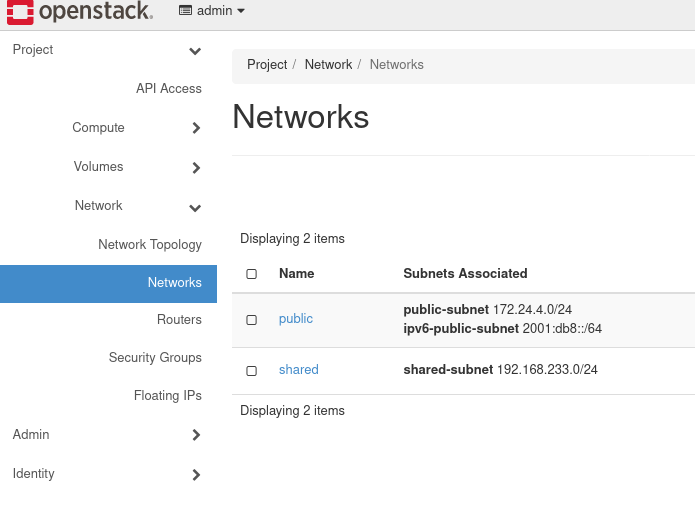 openstack. admin
Project
API Access
Compute
Volumes
Network
Network Topology
Networks
Routers
Security Groups
Floating IPs
Admin
Identity
Project / Network / Networks
Networks
Displaying 2 items
Name Subnets Associated
public public-subnet 172.24.4.0/24
ipv6-public-subnet 2001:db8::/64
shared shared-subnet 192.168.233.0/24
Displaying 2 items